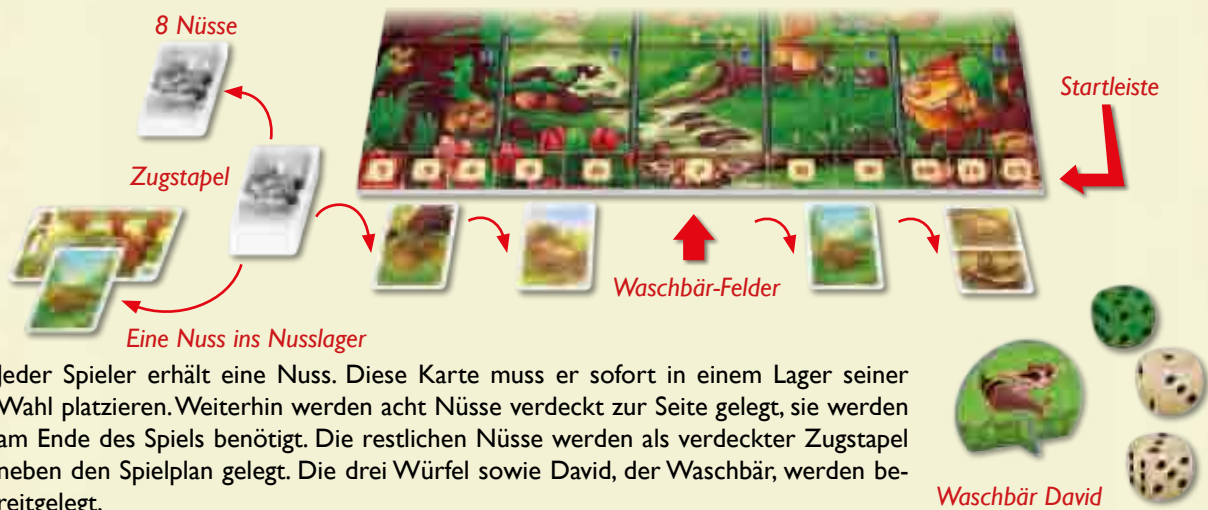 8 Nüsse
Startleiste
Zugstapel
Waschbär-Felder
Eine Nuss ins Nusslager
Jeder Spieler erhält eine Nuss. Diese Karte muss er sofort in einem Lager seiner
Wahl platzieren. Weiterhin werden acht Nüsse verdeckt zur Seite gelegt, sie werden
am Ende des Spiels benötigt. Die restlichen Nüsse werden als verdeckter Zugstapel
neben den Spielplan gelegt. Die drei Würfel sowie David, der Waschbär, werden be-
reitgelegt.
Waschbär David